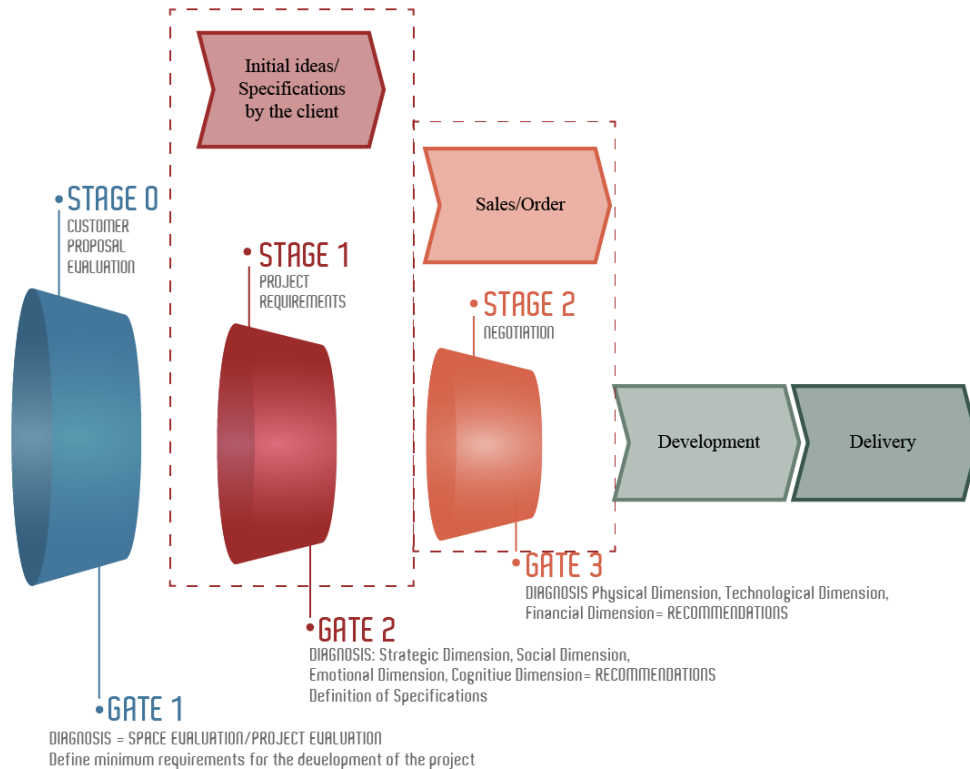 Initial ideas/
Specifications
by the client
Sales/Order
STAGE 0
CUSTOMER
PROPOSAL
EVALUATION
STAGE 1
PROJECT
REQUIREMENTS
STAGE 2
NEGOTIATION
Development
Delivery
GATE 3
DIAGNOSIS Physical Dimension, Technological Dimension,
Financial Dimension= RECOMMENDATIONS
GATE 2
DIAGNOSIS: Strategic Dimension, Social Dimension,
Emotional Dimension, Cognitive Dimension= RECOMMENDATIONS
Definition of Specifications
GATE 1
DIAGNOSIS = SPACE EVALUATION/PROJECT EVALUATION
Define minimum requirements for the development of the project